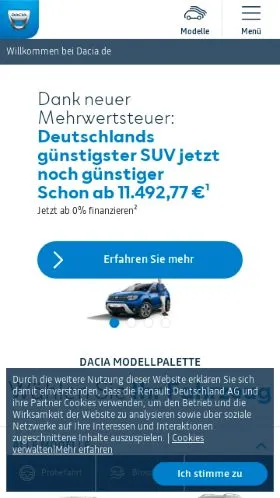 DACIA
Modelle
Menü
Willkommen bei Dacia.de
Dank neuer
Mehrwertsteuer:
Deutschlands
günstigster SUV jetzt
noch günstiger
Schon ab 11.492,77 €¹
Jetzt ab 0% finanzieren²
Erfahren Sie mehr
DACIA MODELLPALETTE
Durch die weitere Nutzung dieser Website erklären Sie sich
damit einverstanden, dass die Renault Deutschland AG und
ihre Partner Cookies verwenden, um den Betrieb und die
Wirksamkeit der Website zu analysieren sowie über soziale
Netzwerke auf Ihre Interessen und Interaktionen
zugeschnittene Inhalte auszuspielen. | Cookies
verwalten|Mehr erfahren
Probefahrt
Ich stimme zu